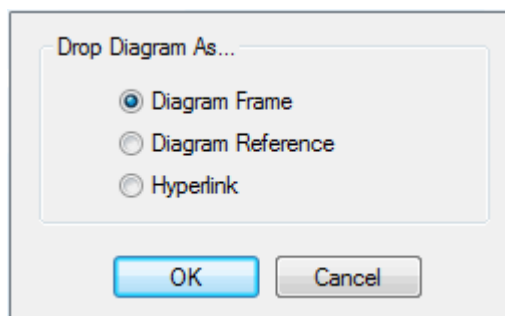 Drop Diagram As...
Diagram Frame
Diagram Reference
Hyperlink
OK Cancel